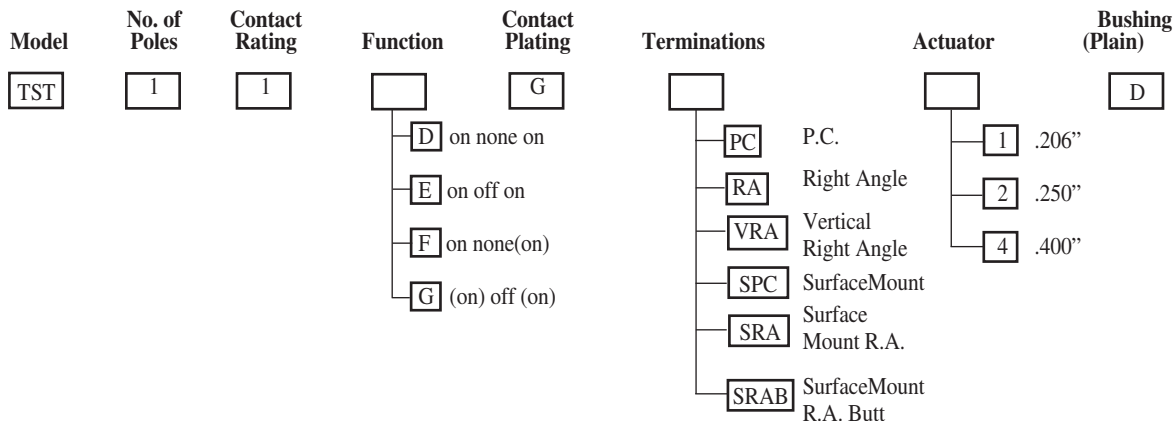 Model
No. of
Poles
Contact
Rating
Function
Contact
Plating
Terminations
Actuator
Bushing
(Plain)
TST
1
1
G
D
D on none on
E on off on
F on none(on)
G (on) off (on)
PC P.C.
RA Right Angle
VRA Vertical
Right Angle
SPC SurfaceMount
SRA Surface
Mount R.A.
SRAB SurfaceMount
R.A. Butt
1 .206”
2 .250”
4 .400”